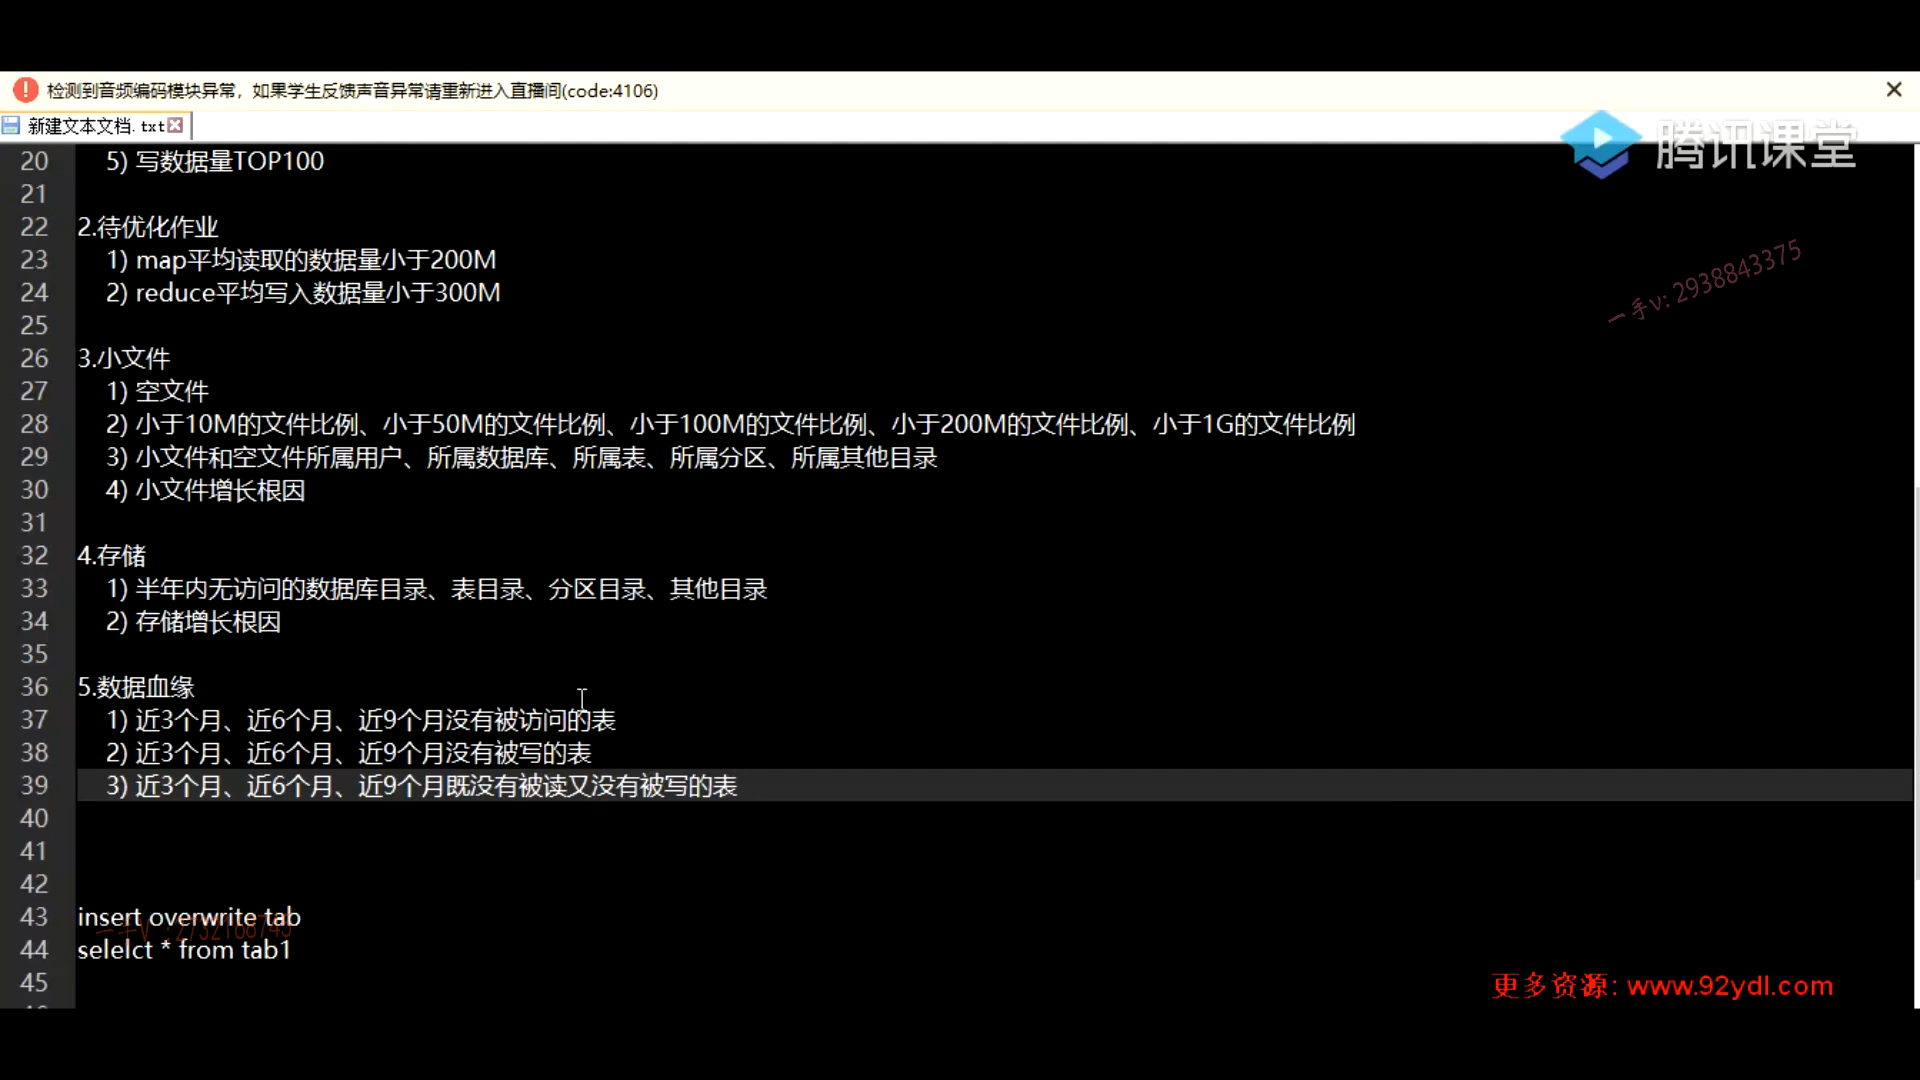 检测到音频编码模块异常，如果学生反馈声音异常请重新进入直播间(code:4106)
新建文本文档.txt
腾讯课堂
20 5) 写数据量TOP100
21
22 2.待优化作业
23 1) map平均读取的数据量小于200M
24 2) reduce平均写入数据量小于300M
一手v: 2938843375
25
26 3.小文件
27 1) 空文件
28 2) 小于10M的文件比例、小于50M的文件比例、小于100M的文件比例、小于200M的文件比例、小于1G的文件比例
29 3) 小文件和空文件所属用户、所属数据库、所属表、所属分区、所属其他目录
30 4) 小文件增长根因
31
32 4.存储
33 1) 半年内无访问的数据库目录、表目录、分区目录、其他目录
34 2) 存储增长根因
35
36 5.数据血缘
37 1) 近3个月、近6个月、近9个月没有被访问的表
38 2) 近3个月、近6个月、近9个月没有被写的表
39 3) 近3个月、近6个月、近9个月既没有被读又没有被写的表
40
41
42
43 insert overwrite tab
44 selelct * from tab1
45
更多资源: www.92ydl.com